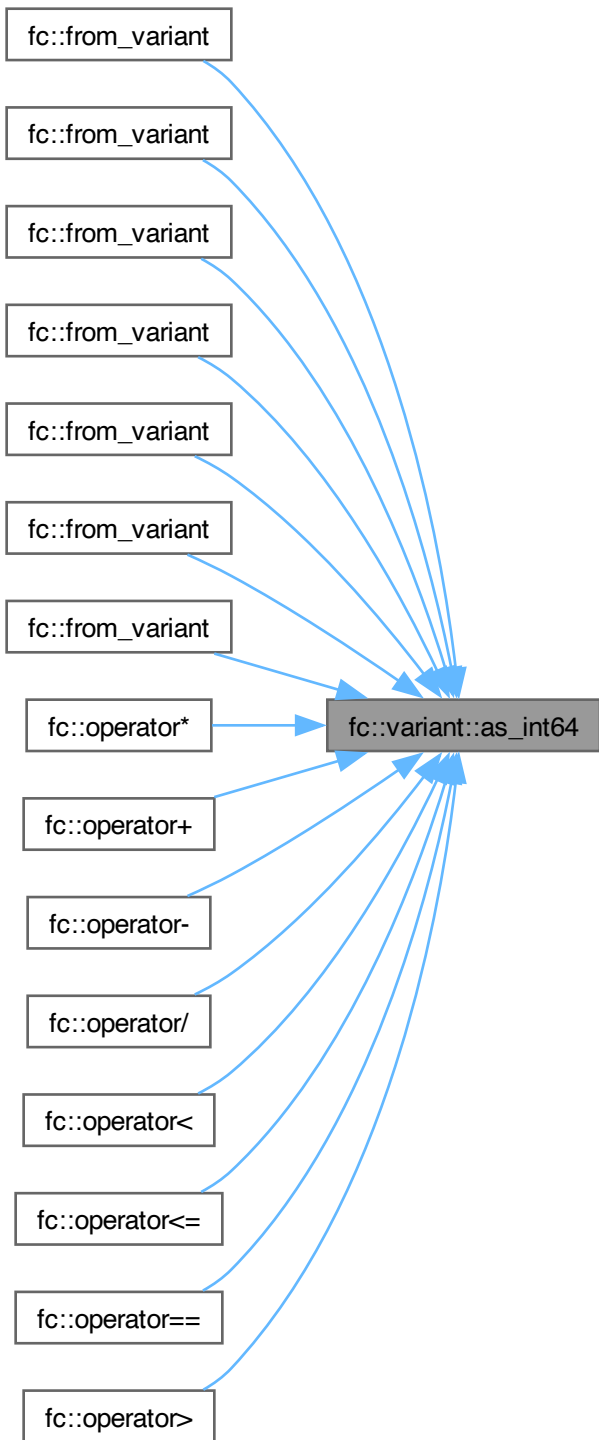 fc::from_variant
fc::from_variant
fc::from_variant
fc::from_variant
fc::from_variant
fc::from_variant
fc::from_variant
fc::operator*
fc::variant::as_int64
fc::operator+
fc::operator-
fc::operator/
fc::operator<
fc::operator<=
fc::operator==
fc::operator>